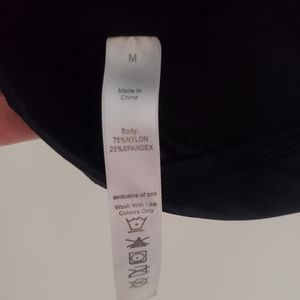 M
Made in
China
Body:
75%NYLON
25%SPANDEX
exclusive of trim
Wash With Like
Colours Only